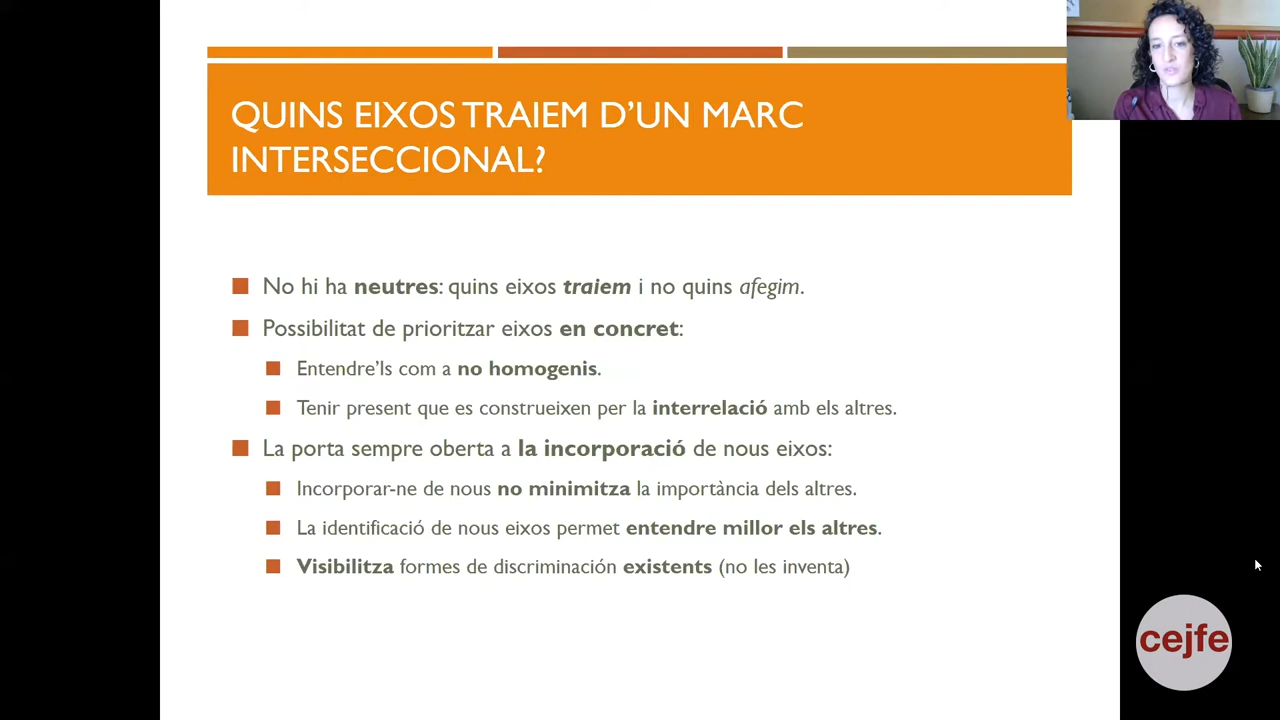 QUINS EIXOS TRAIEM D'UN MARC
INTERSECCIONAL?
No hi ha neutres: quins eixos traiem i no quins afegim.
Possibilitat de prioritzar eixos en concret:
Entendre'ls com a no homogenis.
Tenir present que es construeixen per la interrelació amb els altres.
La porta sempre oberta a la incorporació de nous eixos:
Incorporar-ne de nous no minimitza la importància dels altres.
La identificació de nous eixos permet entendre millor els altres.
Visibilitza formes de discriminación existents (no les inventa)
cejfe